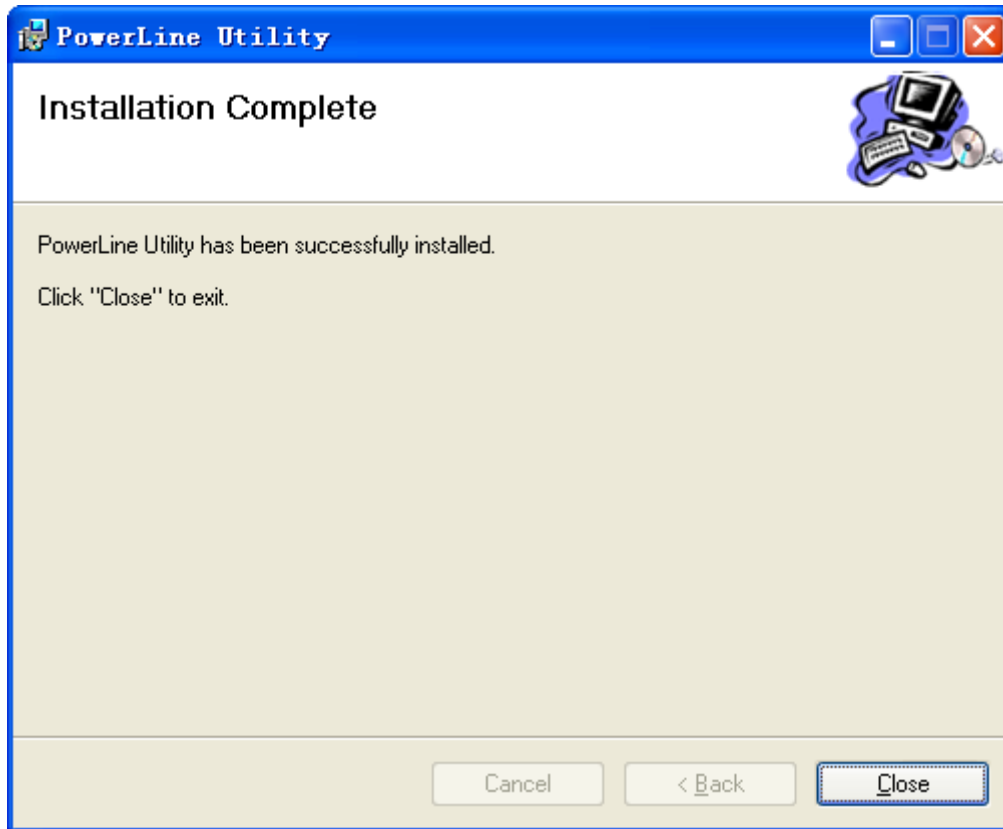 PowerLine Utility
Installation Complete
PowerLine Utility has been successfully installed.
Click "Close" to exit.
Cancel
< Back
Close